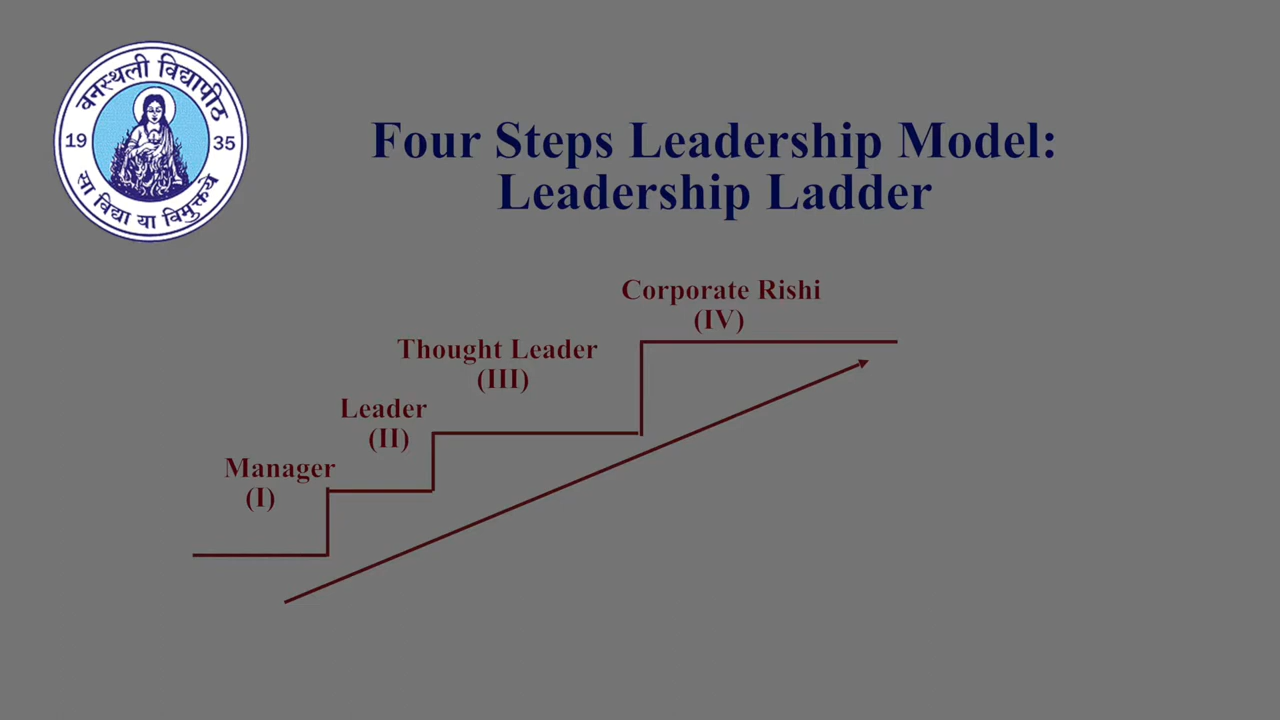 वनस्थली विद्यापीठ
19 35
सा विद्या या विमुक्तये
Four Steps Leadership Model:
Leadership Ladder
Corporate Rishi
(IV)
Thought Leader
(III)
Leader
(II)
Manager
(I)